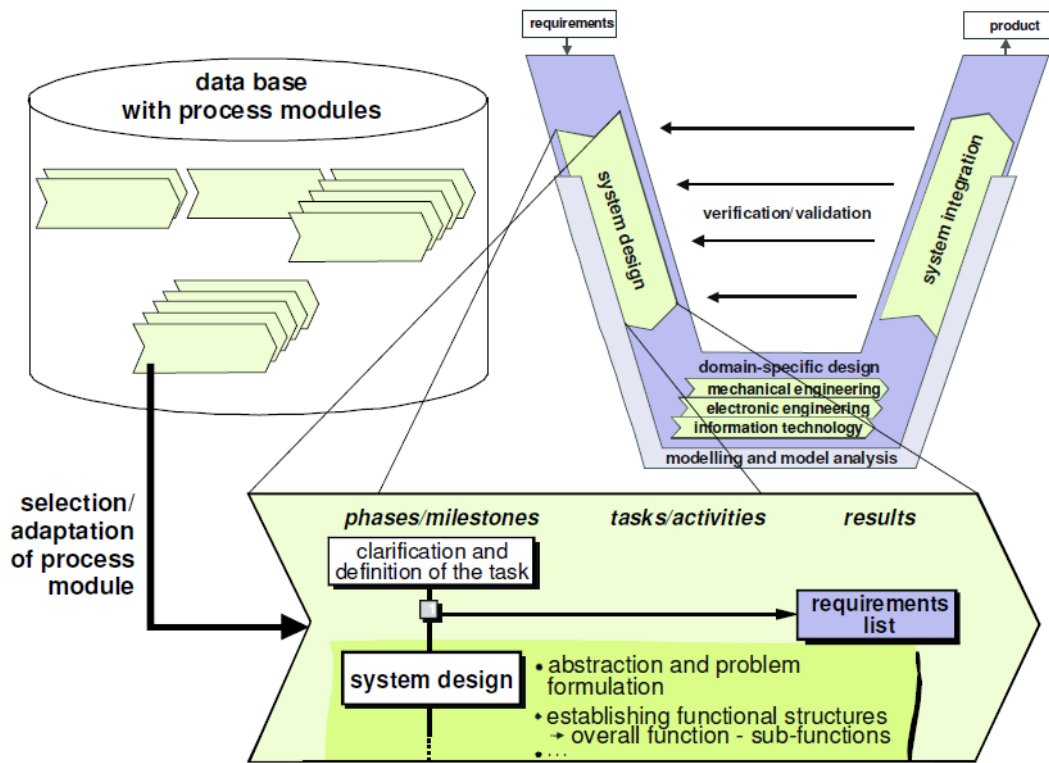 requirements
product
data base
with process modules
system design
verification/validation
system integration
domain-specific design
mechanical engineering
electronic engineering
information technology
modelling and model analysis
selection/
adaptation
of process
module
phases/milestones
tasks/activities
results
clarification and
definition of the task
1
requirements
list
system design
• abstraction and problem
formulation
• establishing functional structures
→ overall function - sub-functions
• ...